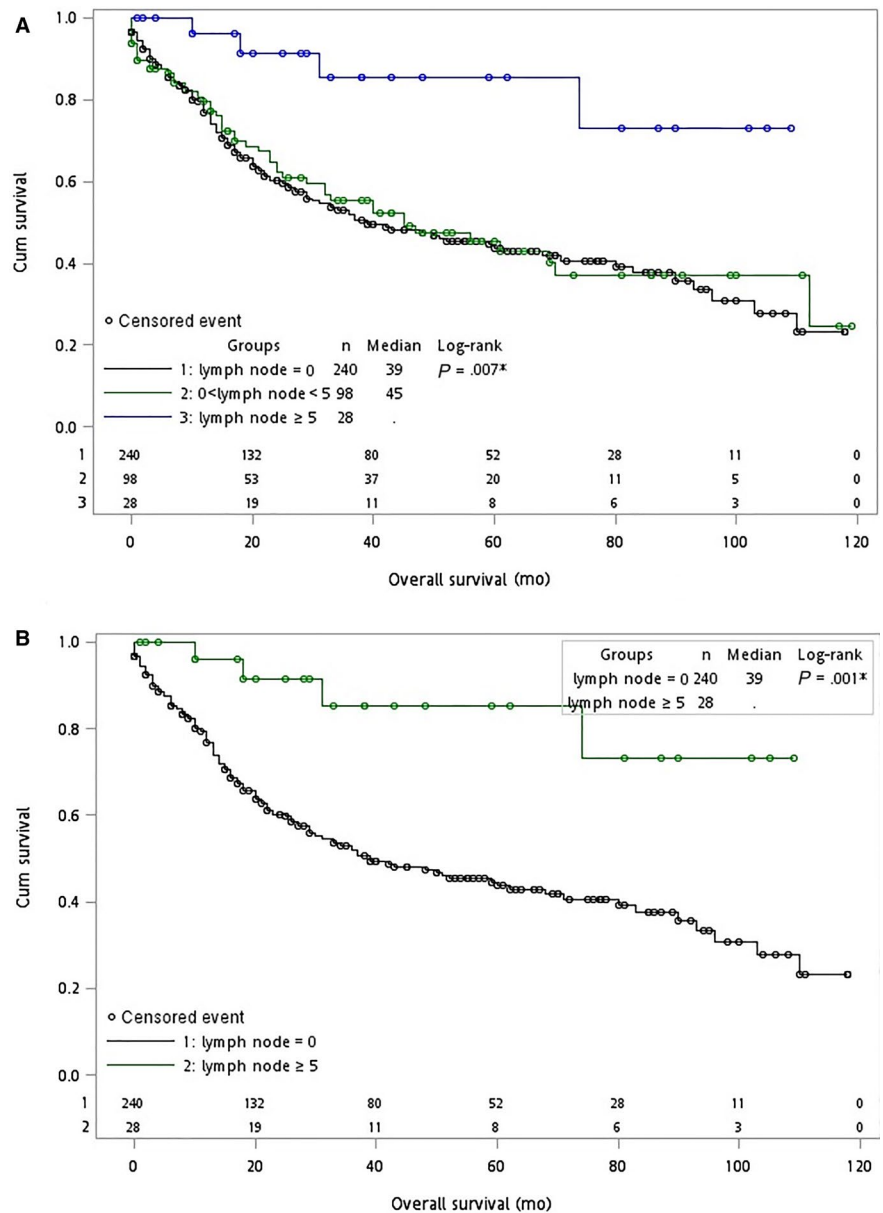 A
1.0
0.8
0.6
0.4
0.2
0.0
Cum survival
o Censored event
Groups n Median Log-rank
1: lymph node = 0 240 39 P = .007*
2: 0<lymph node < 5 98 45
3: lymph node ≥ 5 28 .
1 240 132 80 52 28 11 0
2 98 53 37 20 11 5 0
3 28 19 11 8 6 3 0
0 20 40 60 80 100 120
Overall survival (mo)
B
1.0
0.8
0.6
0.4
0.2
0.0
Cum survival
Groups n Median Log-rank
lymph node = 0 240 39 P = .001*
lymph node ≥ 5 28 .
o Censored event
1: lymph node = 0
2: lymph node ≥ 5
1 240 132 80 52 28 11 0
2 28 19 11 8 6 3 0
0 20 40 60 80 100 120
Overall survival (mo)